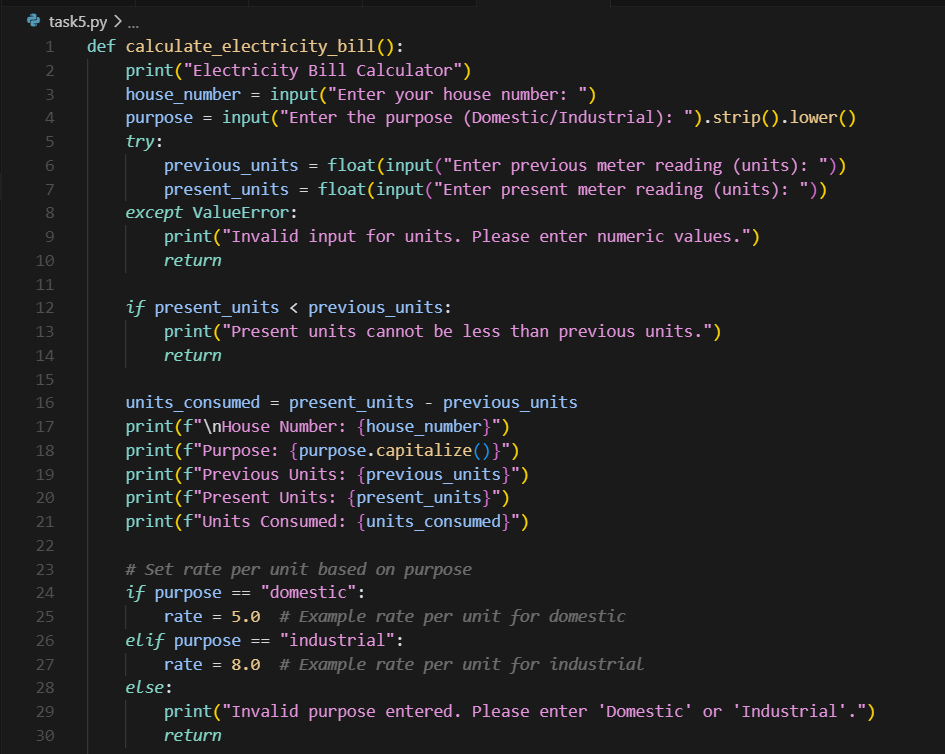 task5.py > ...
1 def calculate_electricity_bill():
2     print("Electricity Bill Calculator")
3     house_number = input("Enter your house number: ")
4     purpose = input("Enter the purpose (Domestic/Industrial): ").strip().lower()
5     try:
6         previous_units = float(input("Enter previous meter reading (units): "))
7         present_units = float(input("Enter present meter reading (units): "))
8     except ValueError:
9         print("Invalid input for units. Please enter numeric values.")
10         return
11
12     if present_units < previous_units:
13         print("Present units cannot be less than previous units.")
14         return
15
16     units_consumed = present_units - previous_units
17     print(f"\nHouse Number: {house_number}")
18     print(f"Purpose: {purpose.capitalize()}")
19     print(f"Previous Units: {previous_units}")
20     print(f"Present Units: {present_units}")
21     print(f"Units Consumed: {units_consumed}")
22
23     # Set rate per unit based on purpose
24     if purpose == "domestic":
25         rate = 5.0  # Example rate per unit for domestic
26     elif purpose == "industrial":
27         rate = 8.0  # Example rate per unit for industrial
28     else:
29         print("Invalid purpose entered. Please enter 'Domestic' or 'Industrial'.")
30         return